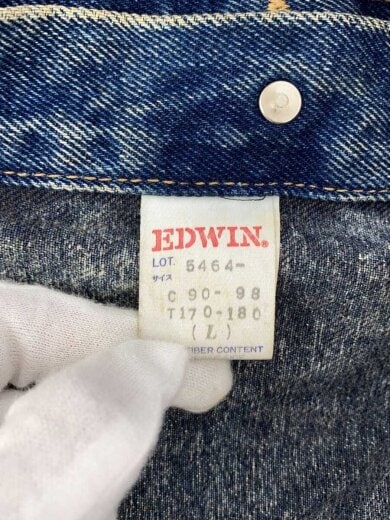 EDWIN®
LOT. 5464-
サイズ
C 90-98
T170-180
(L)
FIBER CONTENT